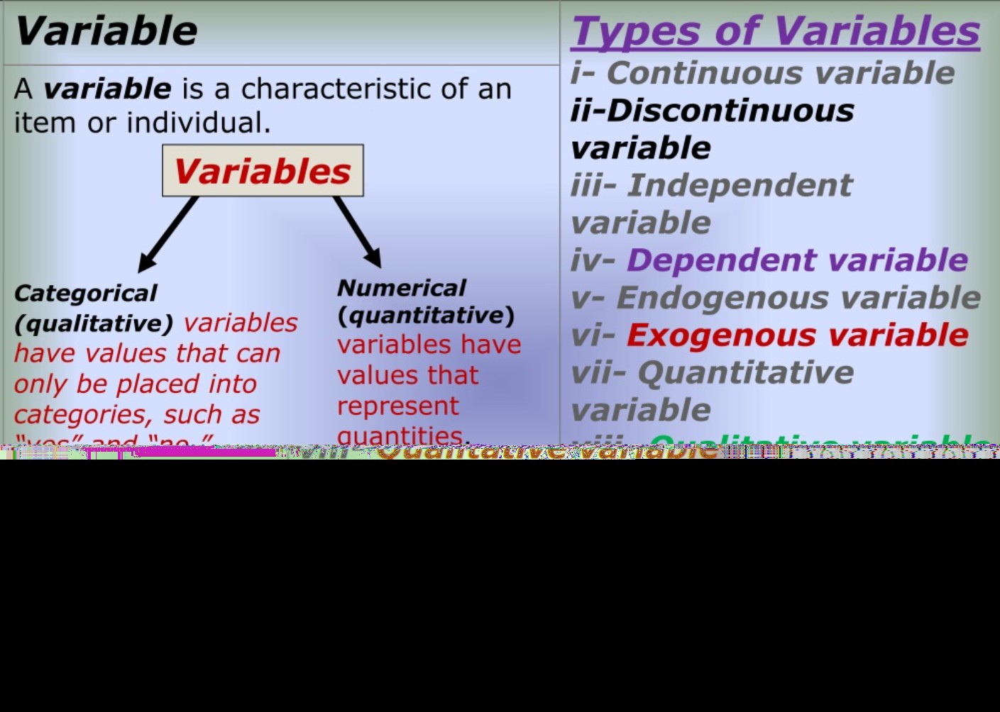 Variable
A variable is a characteristic of an
item or individual.
Variables
Categorical
(qualitative) variables
have values that can
only be placed into
categories, such as
“yes” and “no.”
Numerical
(quantitative)
variables have
values that
represent
quantities.
Types of Variables
i- Continuous variable
ii-Discontinuous
variable
iii- Independent
variable
iv- Dependent variable
v- Endogenous variable
vi- Exogenous variable
vii- Quantitative
variable
viii- Qualitative variable